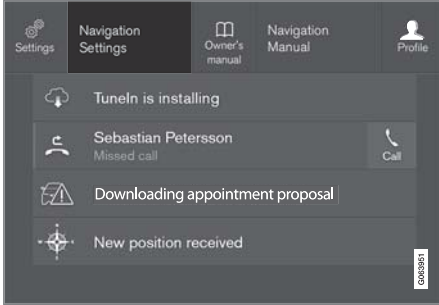 Settings
Navigation
Settings
Owner's
manual
Navigation
Manual
Profile
TuneIn is installing
Sebastian Petersson
Missed call
Call
Downloading appointment proposal
New position received
G063951